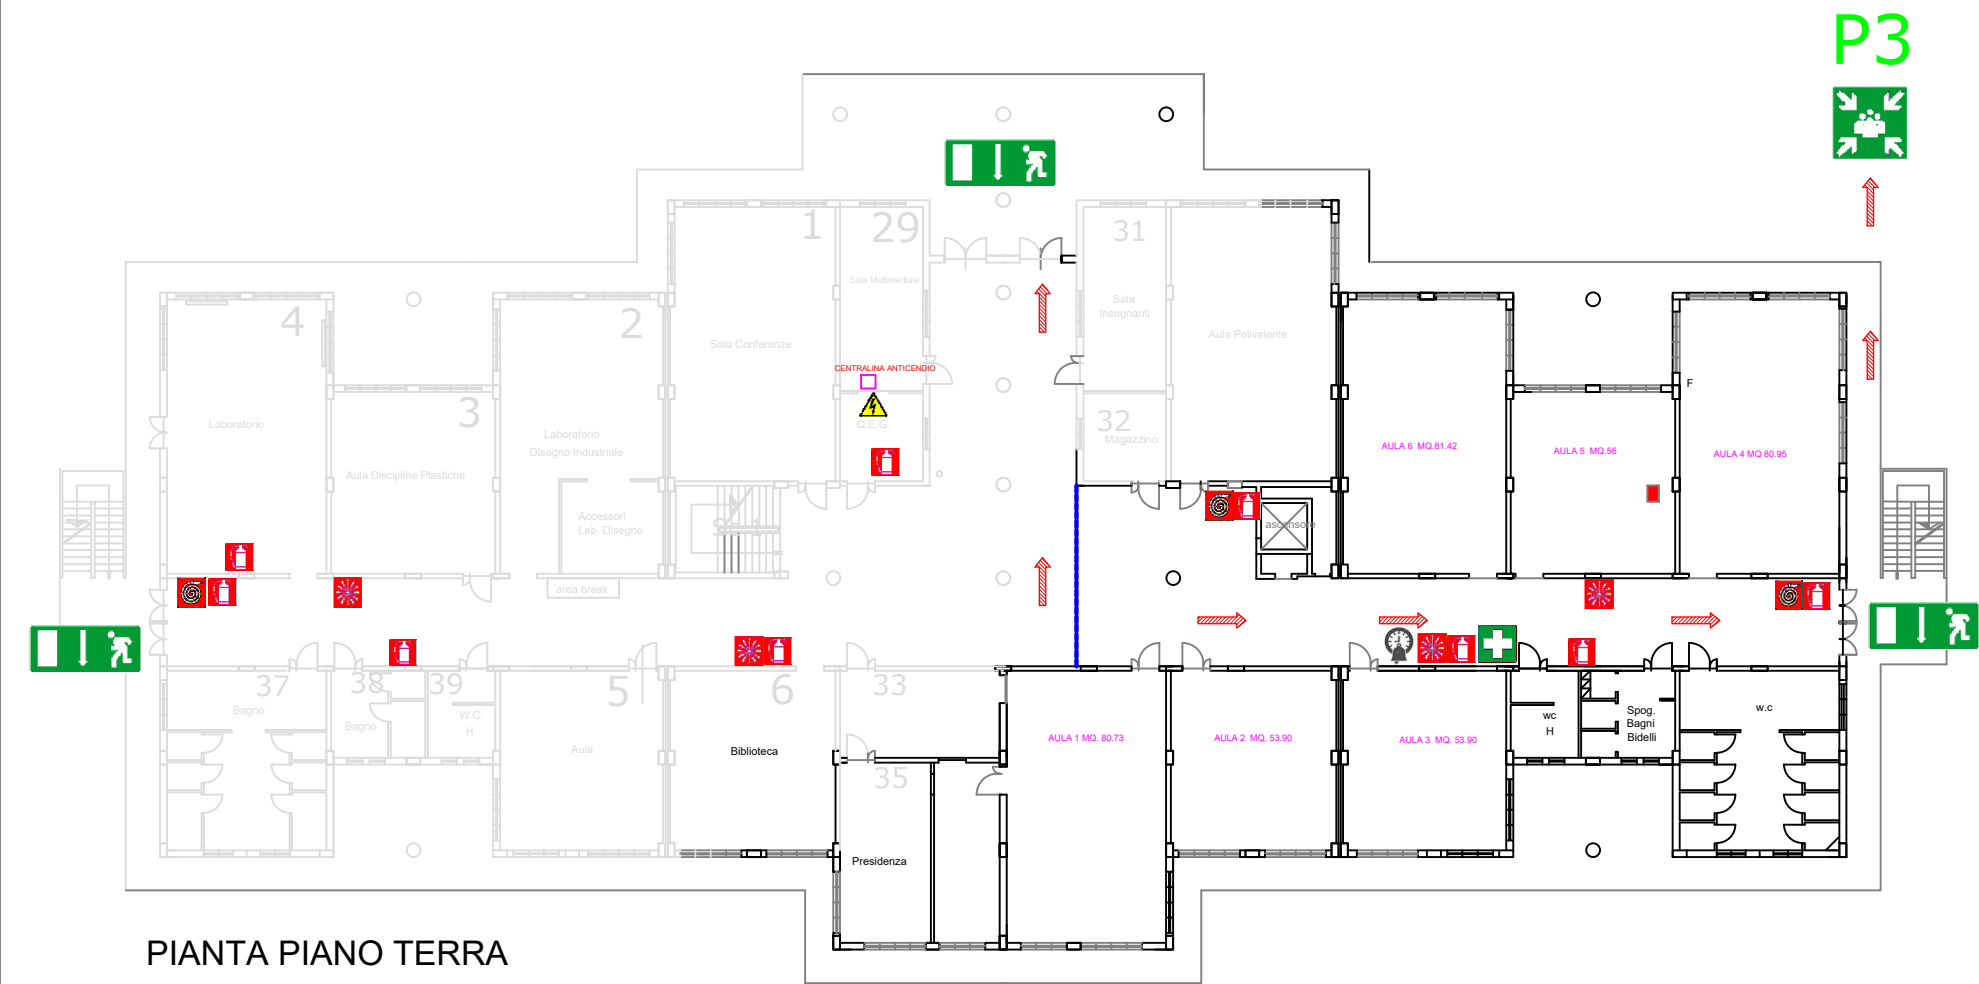 P3
1
29
31
Sala Multimediale
4
2
Sala
Insegnanti
Sala Conferenze
Aula Polivalente
CENTRALINA ANTICENDIO
F
3
32
Laboratorio
Q.E.G.
Magazzino
Laboratorio
Disegno Industriale
AULA 6 MQ.81.42
AULA 5 MQ.55
AULA 4 MQ 80.95
Aula Discipline Plastiche
Accessori
Lab. Disegno
ascensore
area break
37
38
39
5
6
33
Bagno
Bagno
W.C.
H
Aula
Biblioteca
AULA 1 MQ. 80.73
AULA 2 MQ. 53.90
AULA 3 MQ. 53.90
wc
H
Spog.
Bagni
Bidelli
w.c
35
Presidenza
PIANTA PIANO TERRA